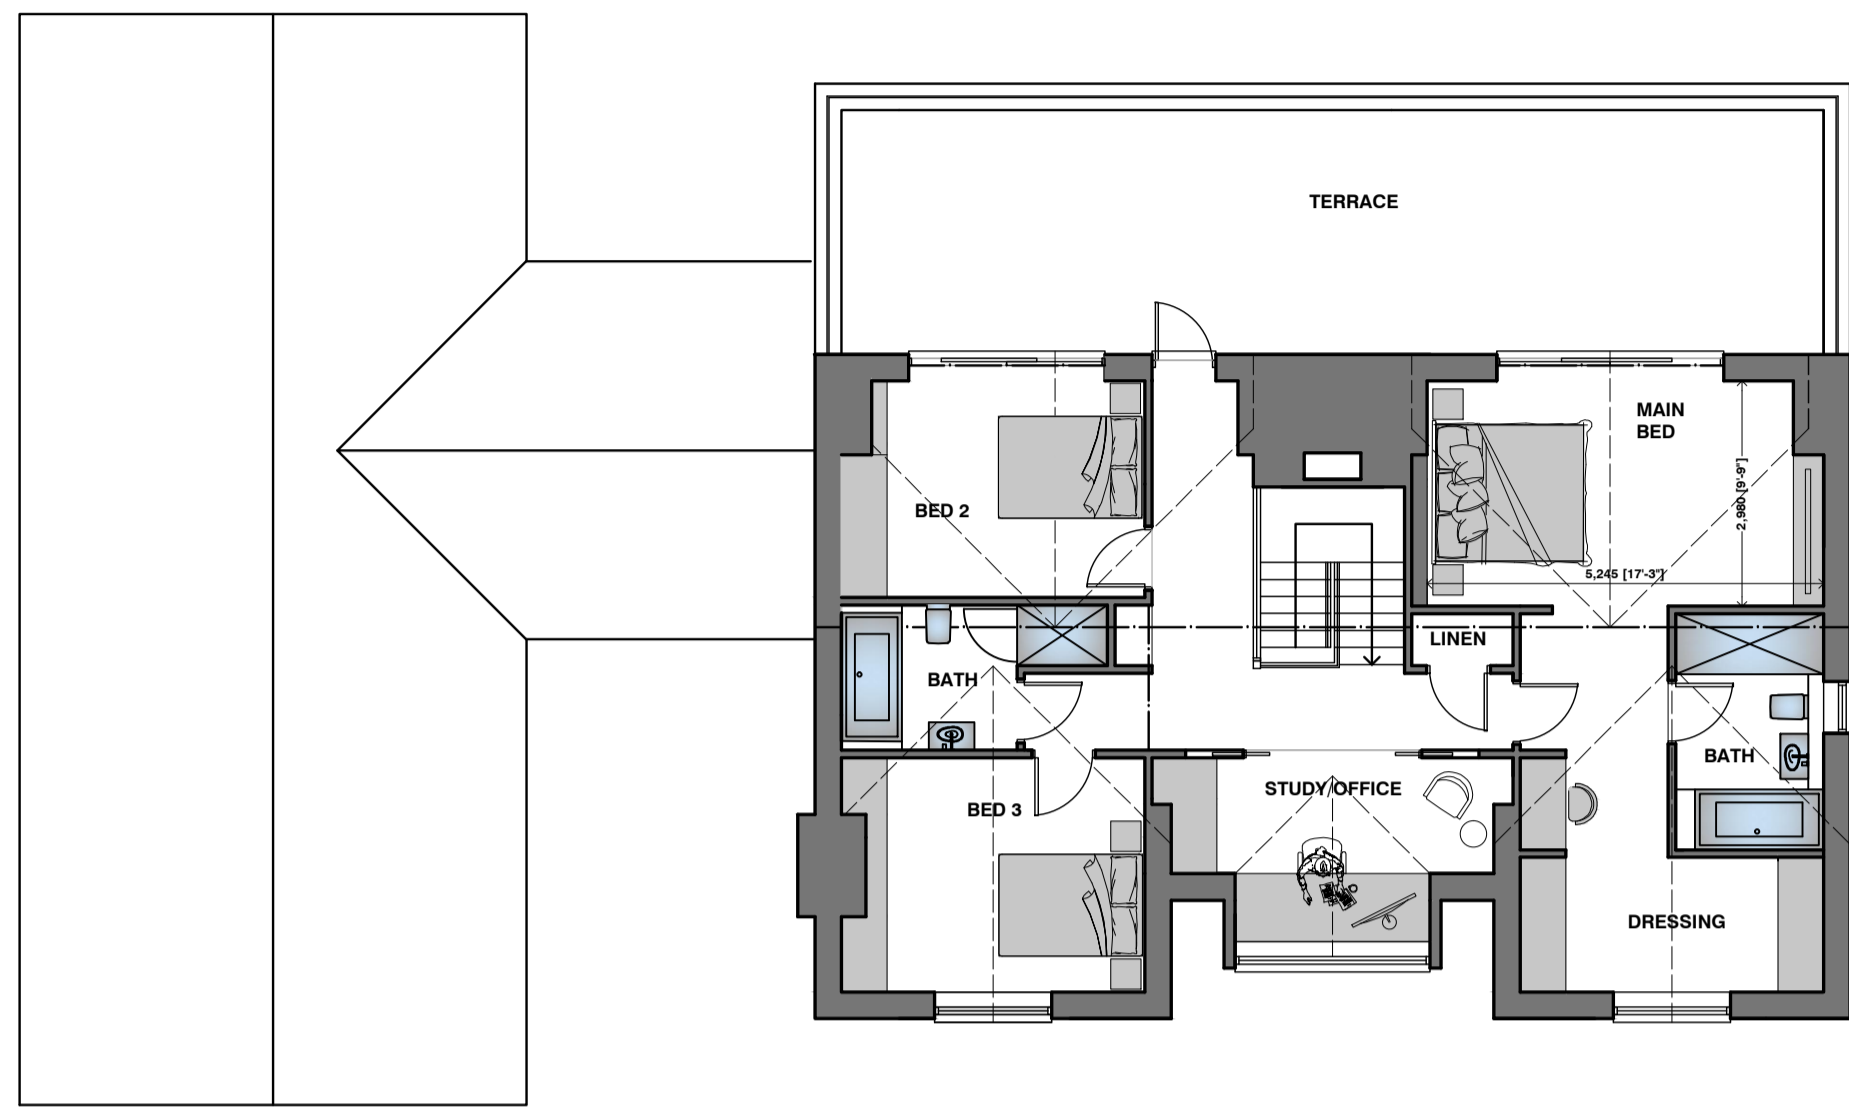 TERRACE
MAIN
BED
2,980 [9'-9"]
BED 2
5,245 [17'-3"]
LINEN
BATH
BATH
STUDY/OFFICE
BED 3
DRESSING